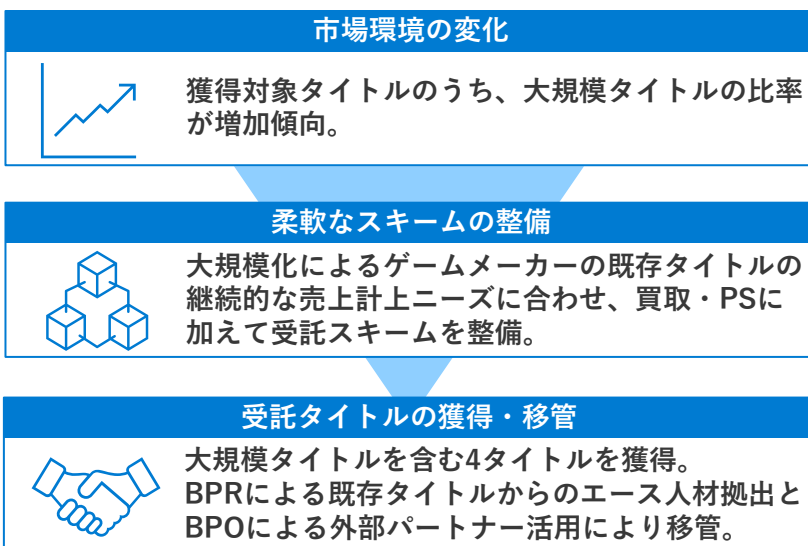 市場環境の変化
獲得対象タイトルのうち、大規模タイトルの比率
が増加傾向。
柔軟なスキームの整備
大規模化によるゲームメーカーの既存タイトルの
継続的な売上計上ニーズに合わせ、買取・PSに
加えて受託スキームを整備。
受託タイトルの獲得・移管
大規模タイトルを含む4タイトルを獲得。
BPRによる既存タイトルからのエース人材拠出と
BPOによる外部パートナー活用により移管。